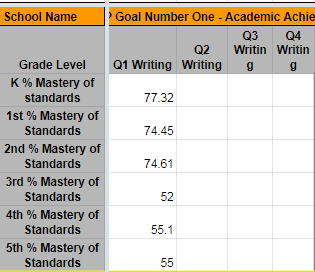 School Name
Goal Number One - Academic Achie
Grade Level
Q1 Writing
Q2
Writing
Q3
Writin
g
Q4
Writin
g
K % Mastery of
standards
77.32
1st % Mastery of
Standards
74.45
2nd % Mastery of
Standards
74.61
3rd % Mastery of
Standards
52
4th % Mastery of
Standards
55.1
5th % Mastery of
Standards
55